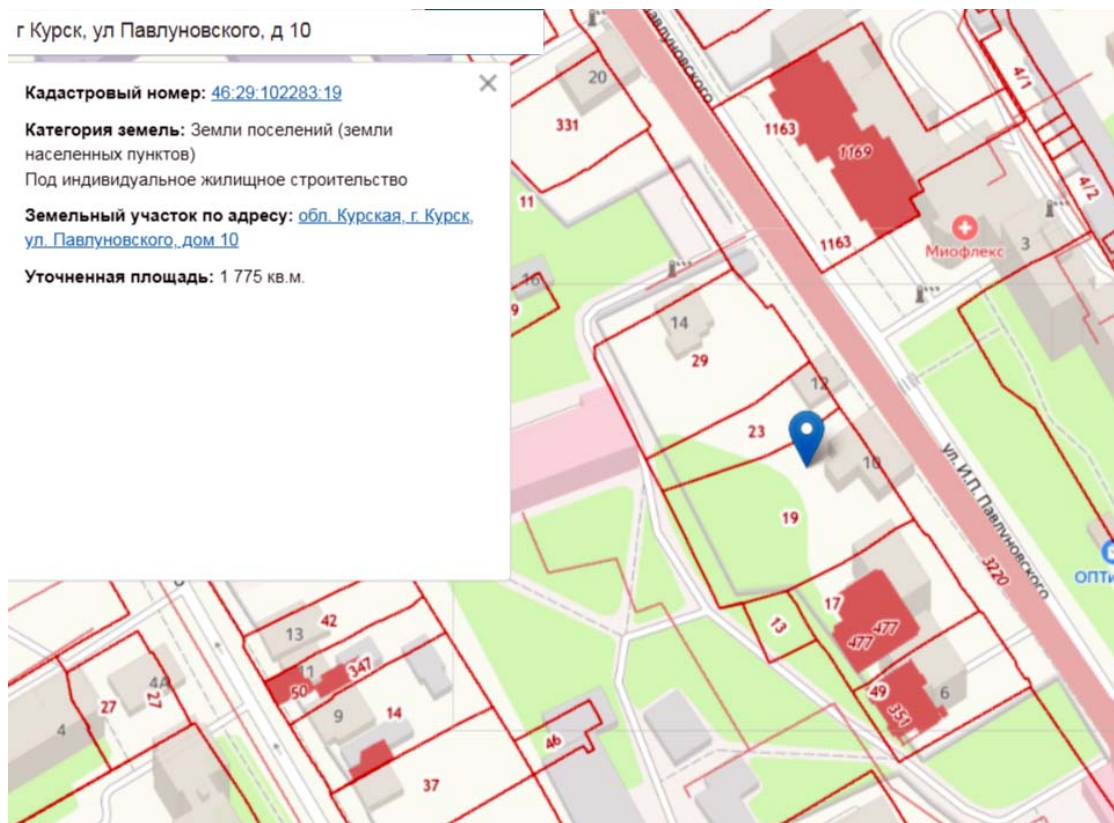 г Курск, ул Павлуновского, д 10
Кадастровый номер: 46:29:102283:19
Категория земель: Земли поселений (земли
населенных пунктов)
Под индивидуальное жилищное строительство
Земельный участок по адресу: обл. Курская, г. Курск,
ул. Павлуновского, дом 10
Уточненная площадь: 1 775 кв.м.
Павлуновского
20
331
11
1163
1169
4/1
4/2
1163
Миофлекс
3
16
9
14
29
12
23
10
19
ул. И.П. Павлуновского
3220
ОПТИ
17
477
477
13
49
351
6
42
13
11
50
347
9
14
4А
27
27
4
46
37